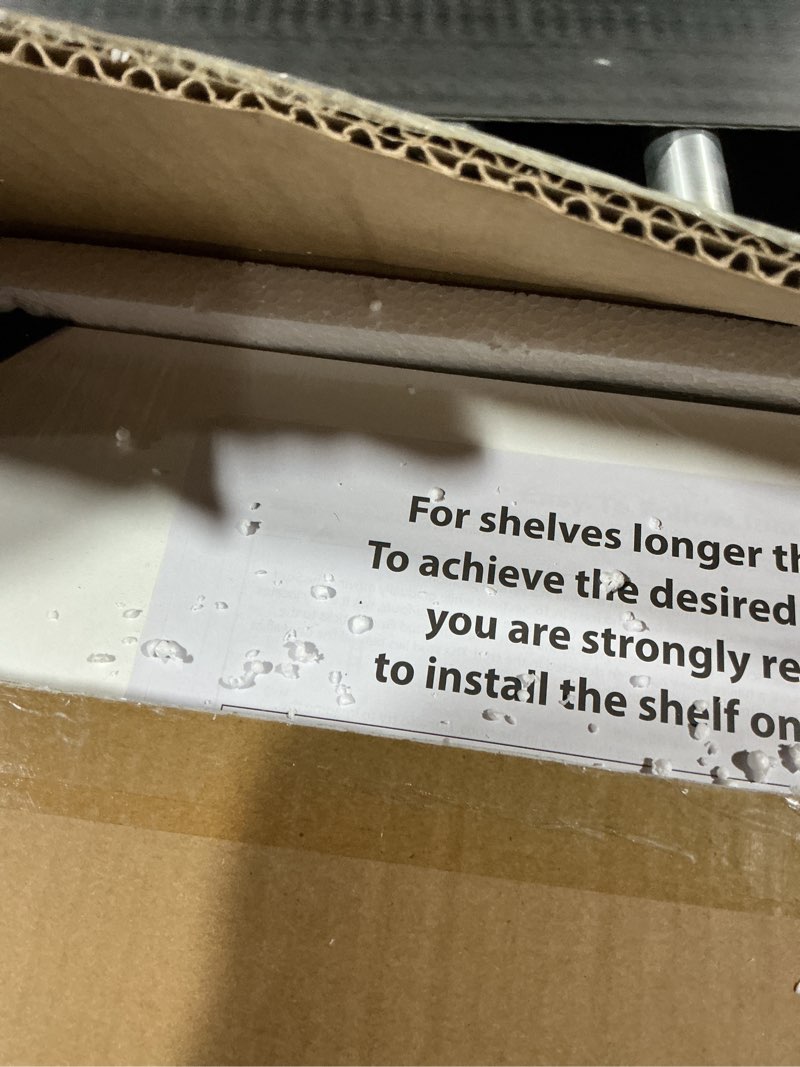 For shelves longer
To achieve the desired
you are strongly
to install the shelf on